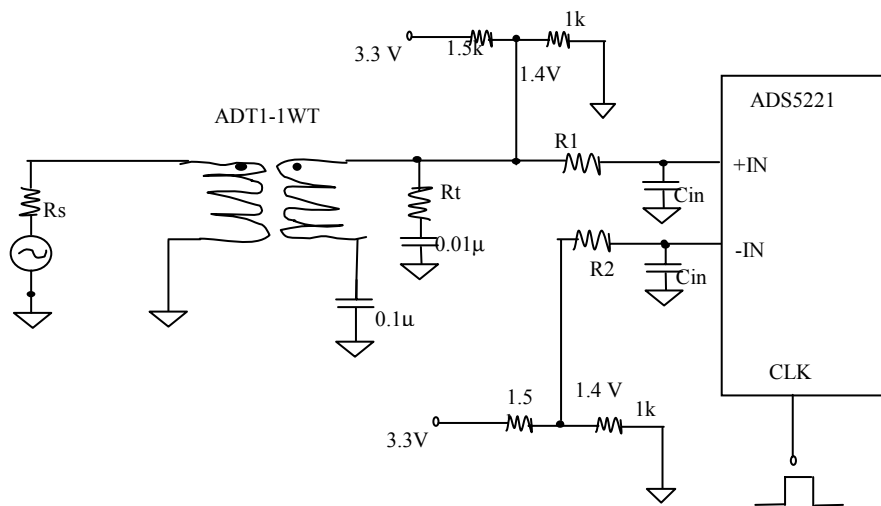 1k
3.3 V
1.5k
1.4V
ADS5221
ADT1-1WT
R1
+IN
Rs
Rt
Cin
0.01μ
R2
-IN
Cin
0.1μ
CLK
1.5
1.4 V
1k
3.3V